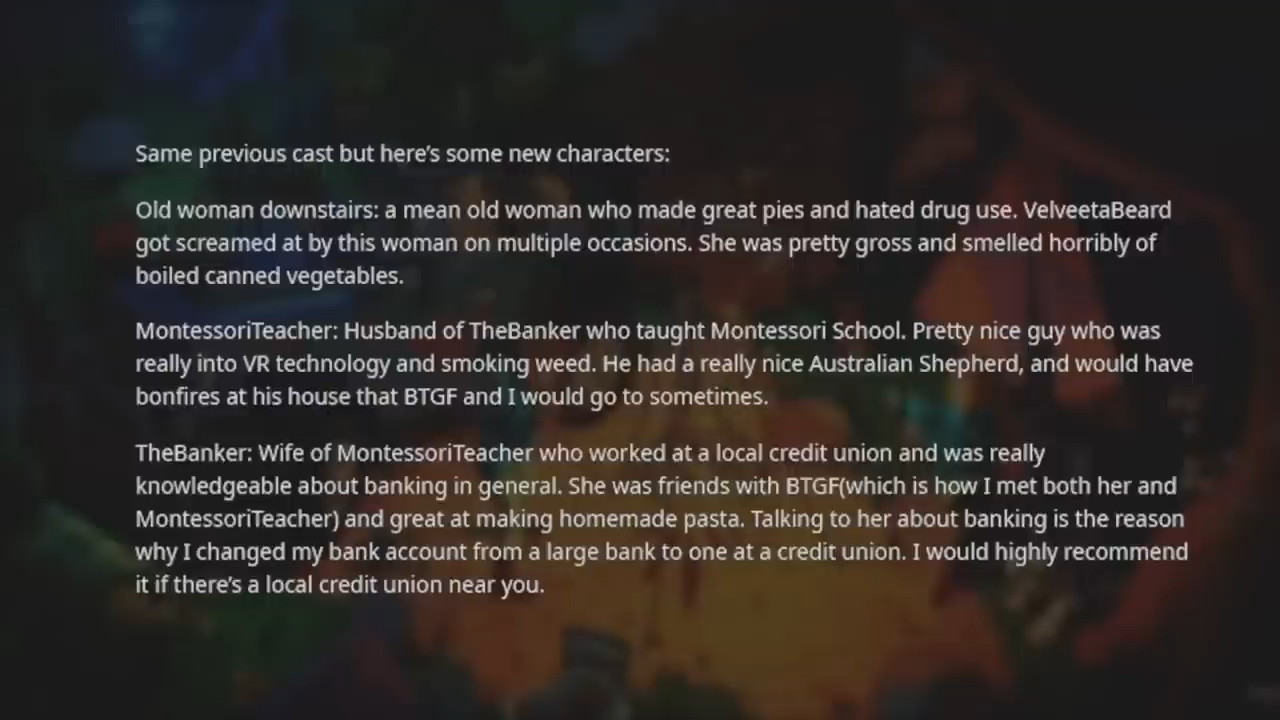 Same previous cast but here's some new characters:
Old woman downstairs: a mean old woman who made great pies and hated drug use. VelveetaBeard
got screamed at by this woman on multiple occasions. She was pretty gross and smelled horribly of
boiled canned vegetables.
MontessoriTeacher: Husband of TheBanker who taught Montessori School. Pretty nice guy who was
really into VR technology and smoking weed. He had a really nice Australian Shepherd, and would have
bonfires at his house that BTGF and I would go to sometimes.
TheBanker: Wife of MontessoriTeacher who worked at a local credit union and was really
knowledgeable about banking in general. She was friends with BTGF(which is how I met both her and
MontessoriTeacher) and great at making homemade pasta. Talking to her about banking is the reason
why I changed my bank account from a large bank to one at a credit union. I would highly recommend
it if there's a local credit union near you.